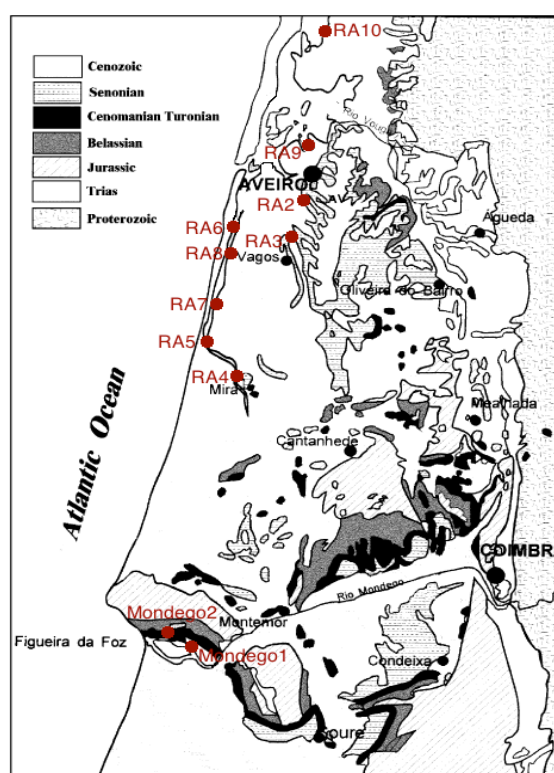 RA10
Cenozoic
Senonian
Cenomanian Turonian
Belassian
Jurassic
Trias
Proterozoic
Rio Vouga
RA9
AVEIRO
RA2
RA6
RA3
Agueda
RA8
Vagos
Oliveira do Bairro
RA7
RA5
RA4
Mira
Mealhada
Cantanhede
Atlantic Ocean
COIMBR
Rio Mondego
Mondego2
Montemor
Figueira da Foz
Mondego1
Condeixa
Soure